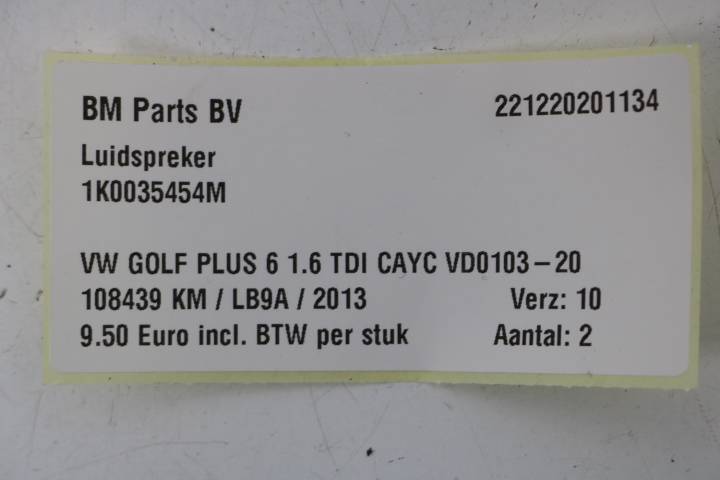 BM Parts BV 221220201134
Luidspreker
1K0035454M
VW GOLF PLUS 6 1.6 TDI CAYC VD0103-20
108439 KM / LB9A / 2013 Verz: 10
9.50 Euro incl. BTW per stuk Aantal: 2